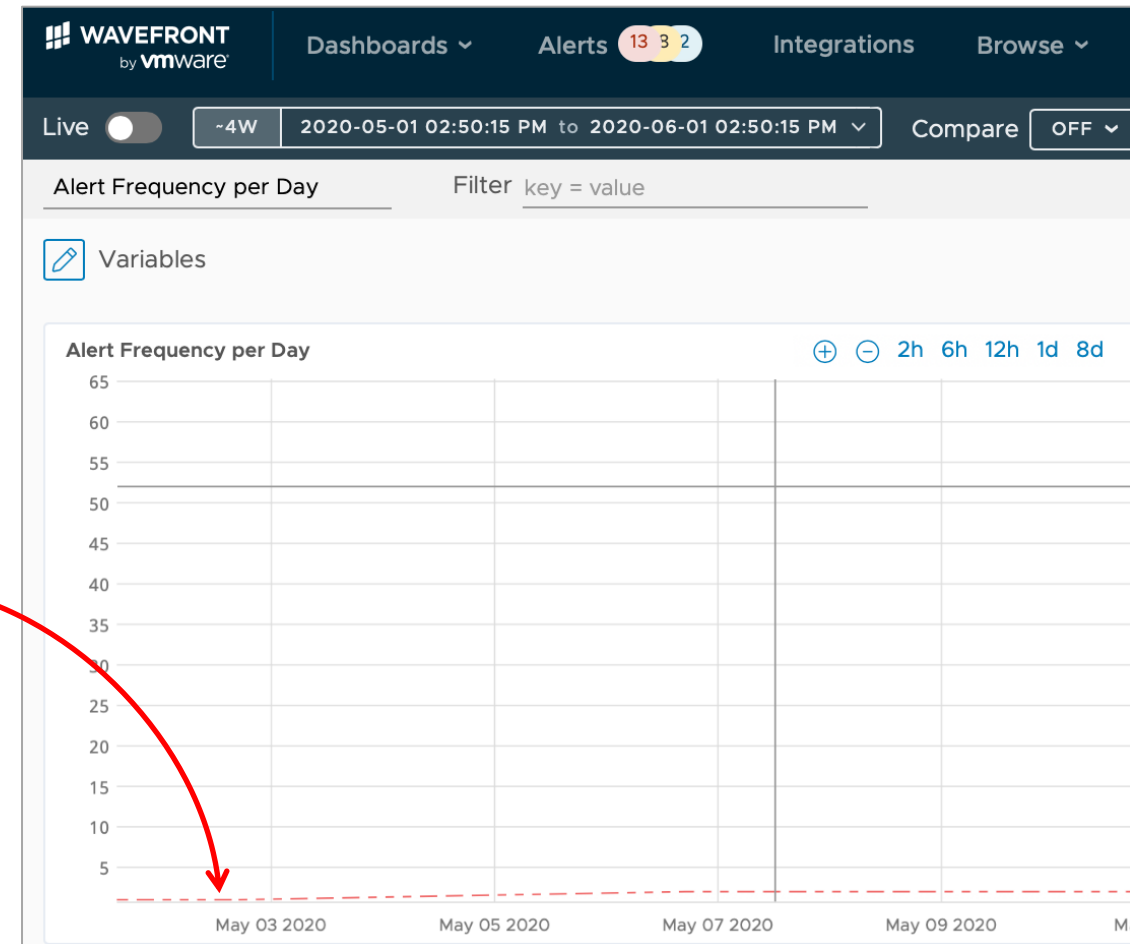 WAVEFRONT
by vmware®
Dashboards
Alerts 13 3 2
Integrations
Browse
Live
~4W
2020-05-01 02:50:15 PM to 2020-06-01 02:50:15 PM
Compare OFF
Alert Frequency per Day
Filter key = value
Variables
Alert Frequency per Day
2h 6h 12h 1d 8d
65
60
55
50
45
40
35
30
25
20
15
10
5
May 03 2020 May 05 2020 May 07 2020 May 09 2020